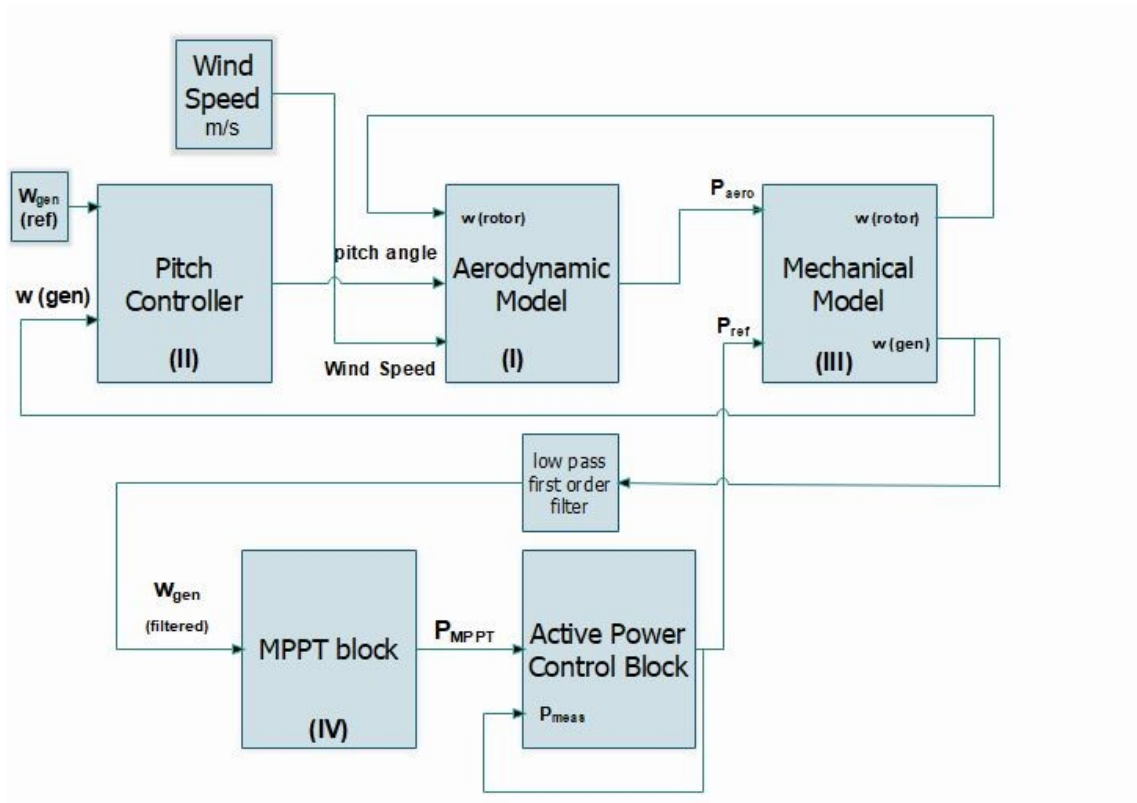 Wind
Speed
m/s
Wgen
(ref)
w (gen)
Pitch
Controller
(II)
pitch angle
Wind Speed
w (rotor)
Aerodynamic
Model
(I)
Paero
Pref
w (rotor)
Mechanical
Model
w (gen)
(III)
low pass
first order
filter
Wgen
(filtered)
MPPT block
(IV)
PMPPT
Active Power
Control Block
Pmeas